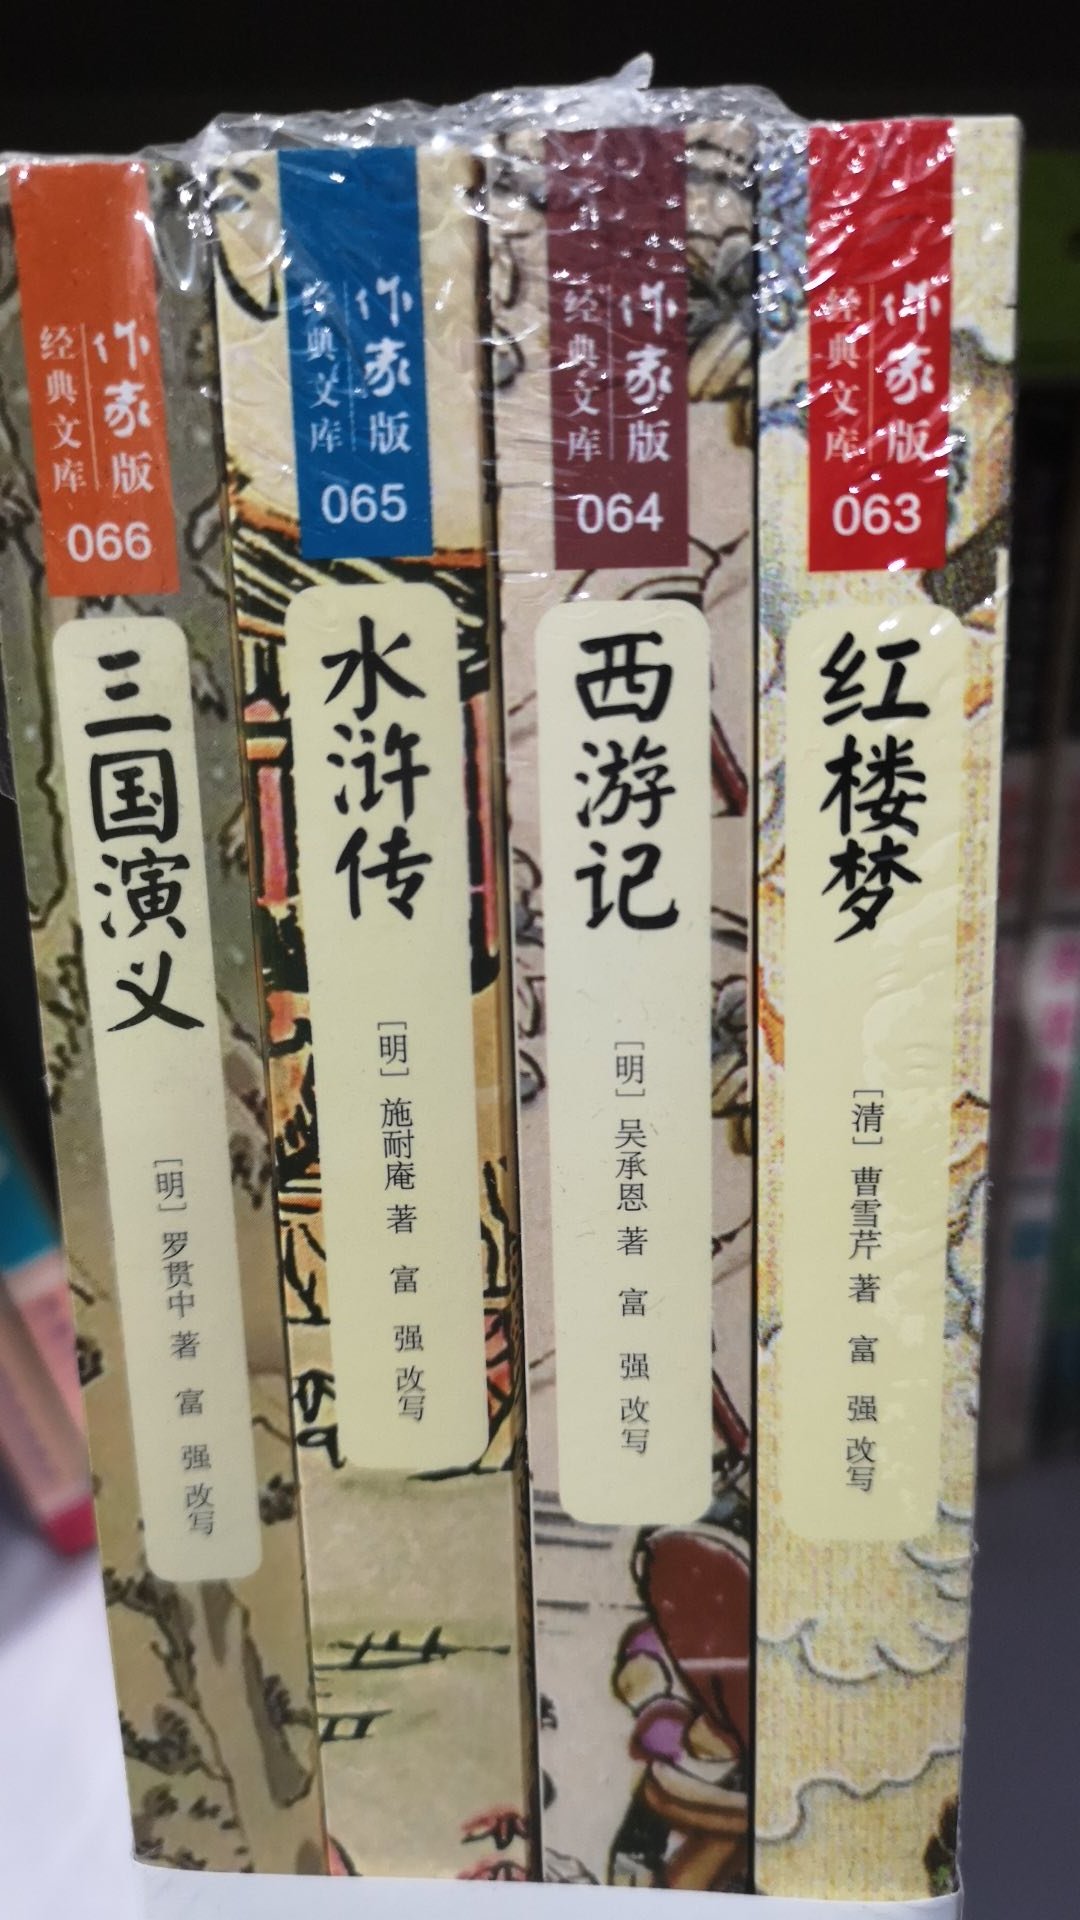 作家版
经典文库
066
三国演义
[明] 罗贯中 著 富 强 改写
作家版
经典文库
065
水浒传
[明] 施耐庵 著 富 强 改写
作家版
经典文库
064
西游记
[明] 吴承恩 著 富 强 改写
作家版
经典文库
063
红楼梦
[清] 曹雪芹 著 富 强 改写